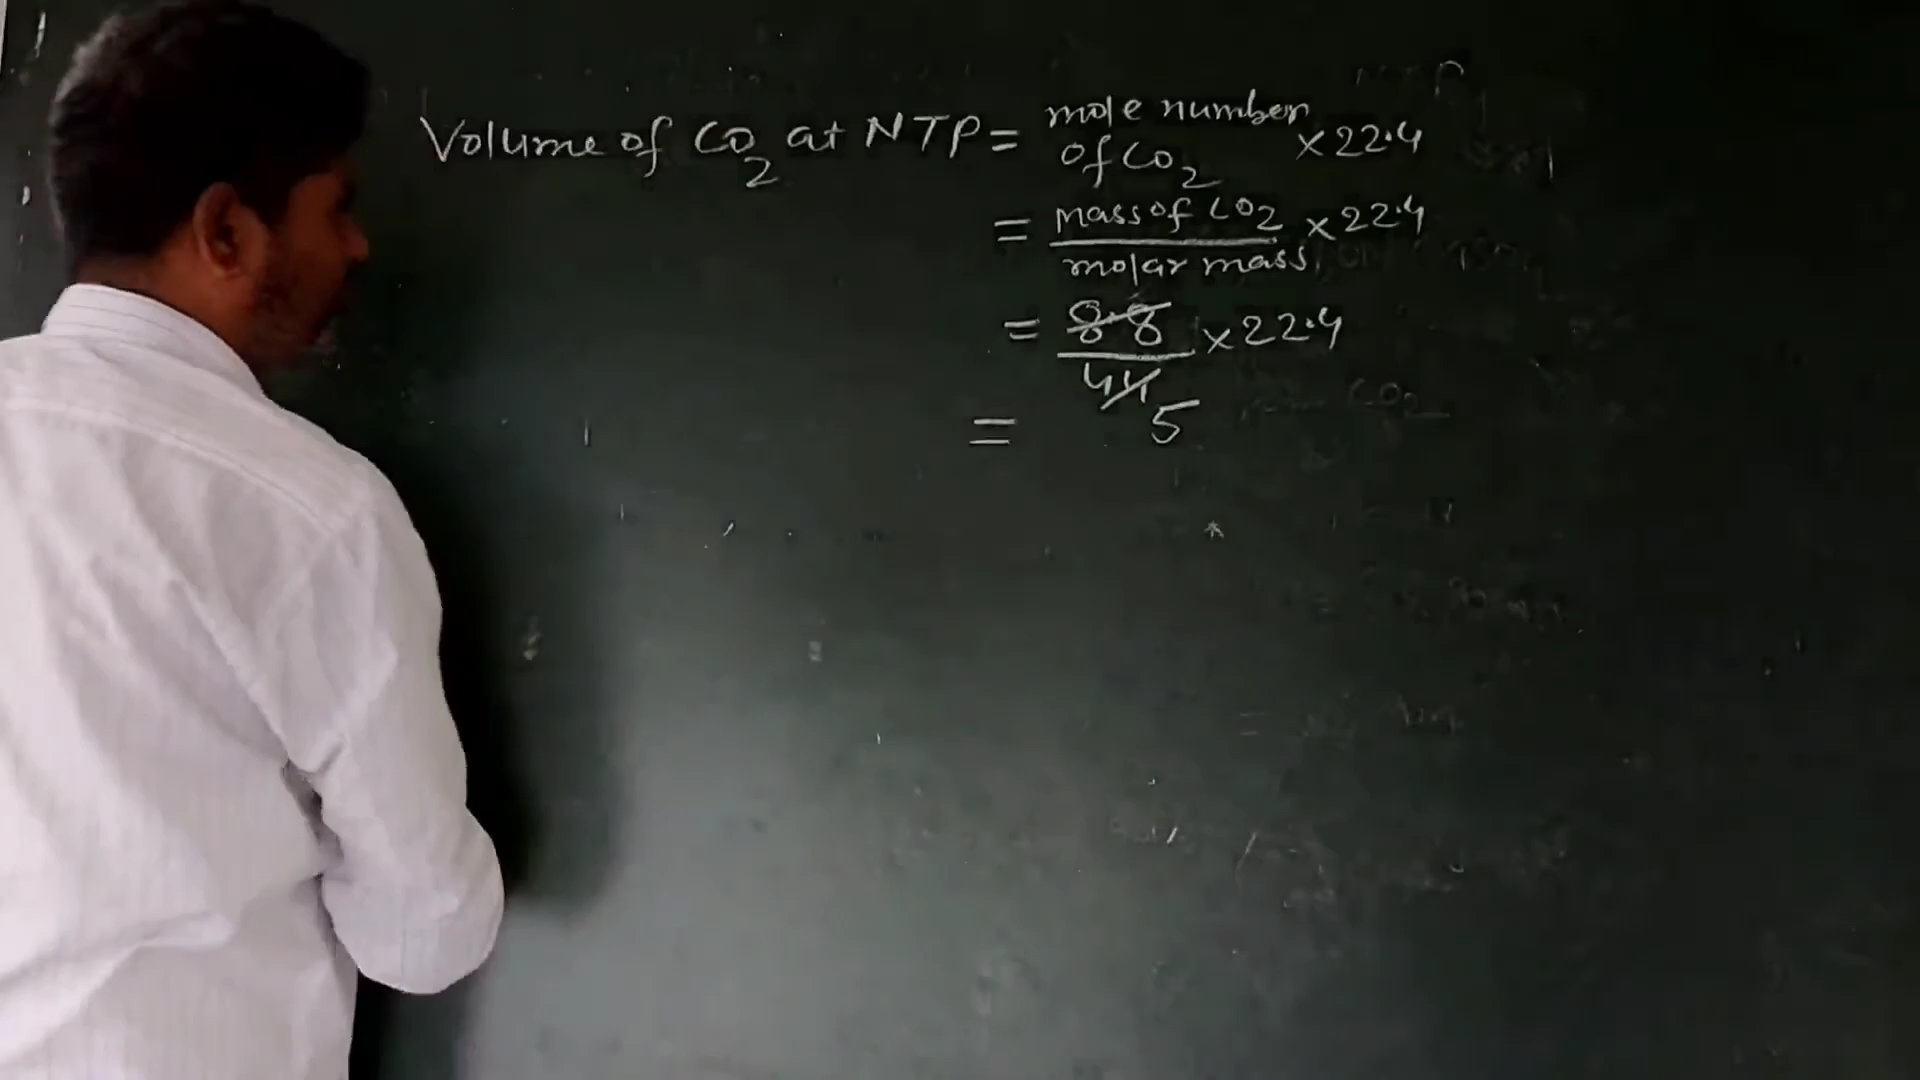 Volume of CO2 at NTP = mole number of CO2 × 22.4
= mass of CO2 / molar mass × 22.4
= 8.8 / 44 × 22.4
= 5